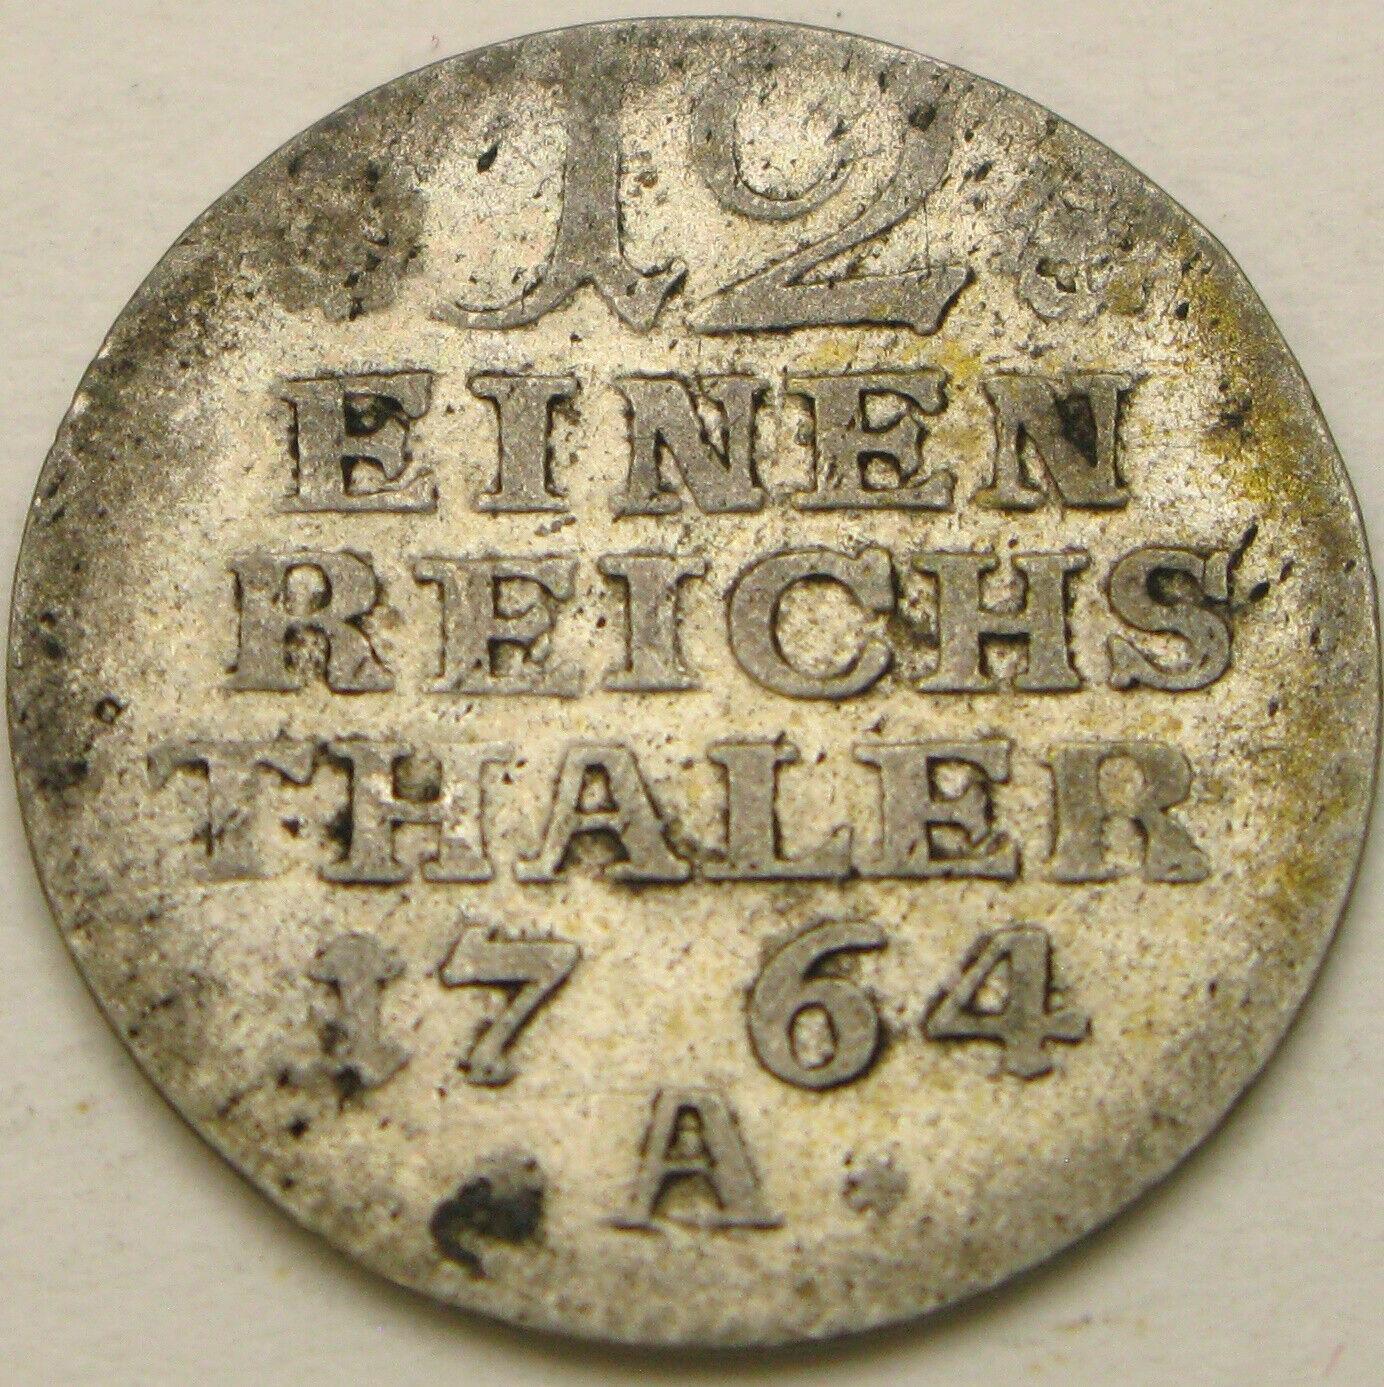 12
EINEN
REICHS
THALER
1764
A